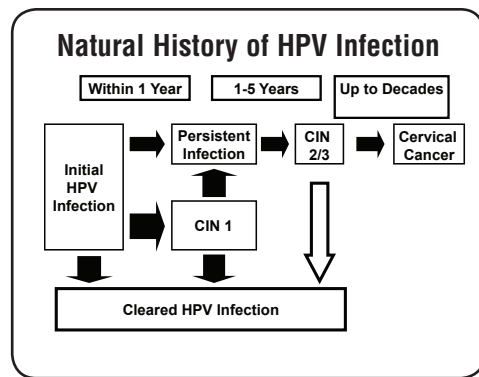 Natural History of HPV Infection
Within 1 Year
1-5 Years
Up to Decades
Initial
HPV
Infection
Persistent
Infection
CIN
2/3
Cervical
Cancer
CIN 1
Cleared HPV Infection